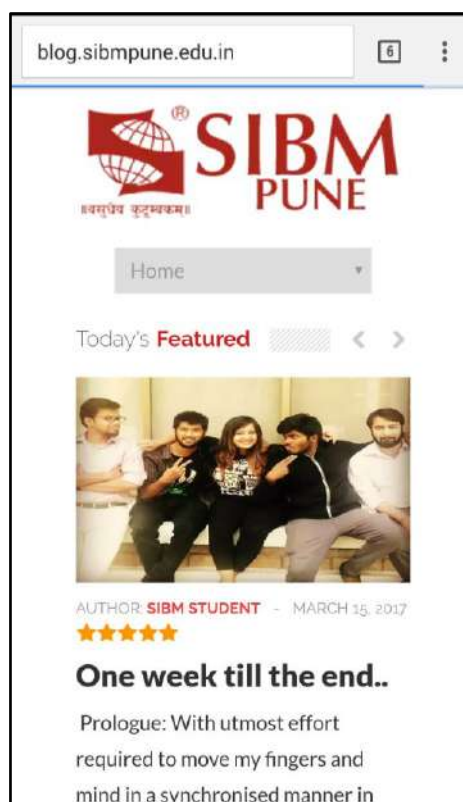 blog.sibmpune.edu.in
6
®
SIBM
PUNE
॥वसुधैव कुटुम्बकम्॥
Home
Today's Featured
AUTHOR: SIBM STUDENT - MARCH 15, 2017
One week till the end..
Prologue: With utmost effort
required to move my fingers and
mind in a synchronised manner in